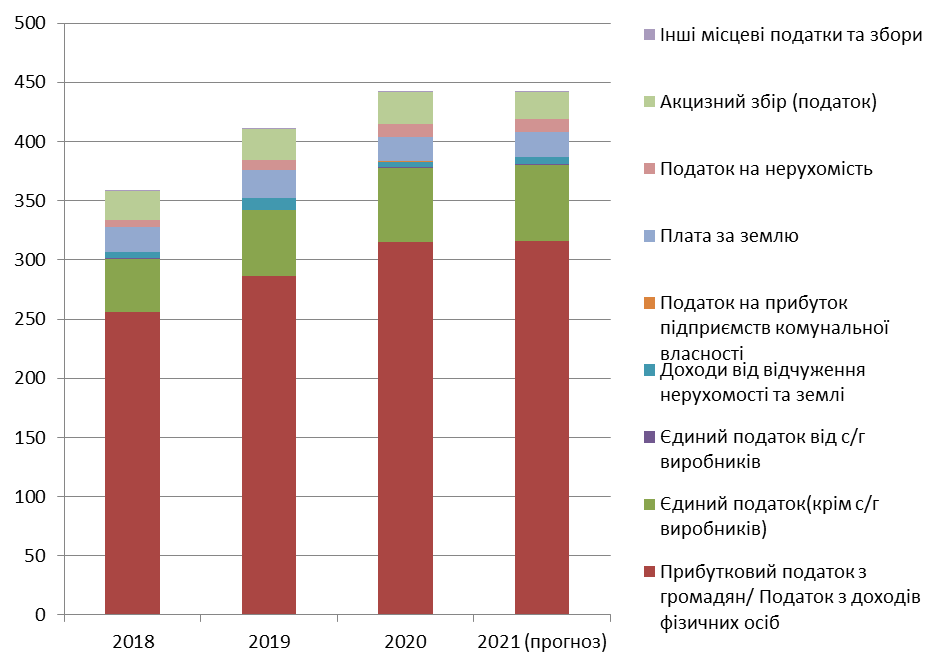 500
450
400
350
300
250
200
150
100
50
0
2018
2019
2020
2021 (прогноз)
Інші місцеві податки та збори
Акцизний збір (податок)
Податок на нерухомість
Плата за землю
Податок на прибуток
підприємств комунальної
власності
Доходи від відчуження
нерухомості та землі
Єдиний податок від с/г
виробників
Єдиний податок(крім с/г
виробників)
Прибутковий податок з
громадян/ Податок з доходів
фізичних осіб